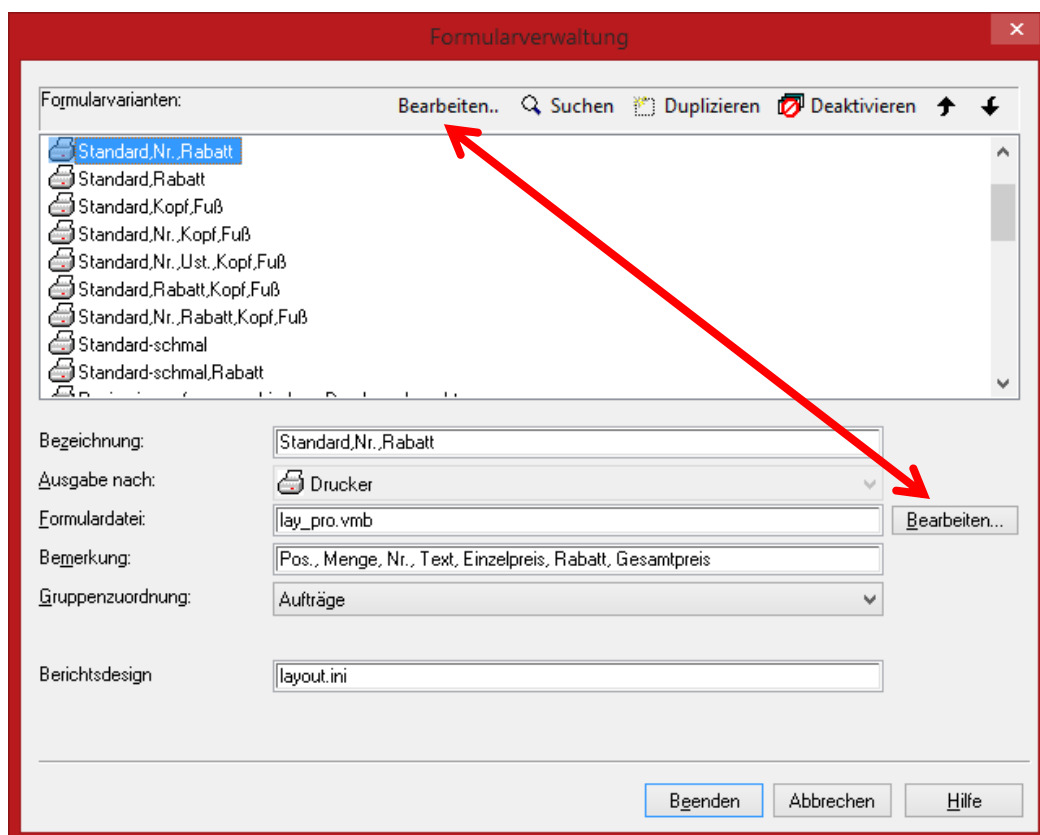 Formularverwaltung
Formularvarianten: Bearbeiten.. Suchen Duplizieren Deaktivieren
Standard,Nr.,Rabatt
Standard,Rabatt
Standard,Kopf,Fuß
Standard,Nr.,Kopf,Fuß
Standard,Nr.,Ust.,Kopf,Fuß
Standard,Rabatt,Kopf,Fuß
Standard,Nr.,Rabatt,Kopf,Fuß
Standard-schmal
Standard-schmal,Rabatt
Bezeichnung: Standard,Nr.,Rabatt
Ausgabe nach: Drucker
Formulardatei: lay_pro.vmb Bearbeiten...
Bemerkung: Pos., Menge, Nr., Text, Einzelpreis, Rabatt, Gesamtpreis
Gruppenzuordnung: Aufträge
Berichtsdesign layout.ini
Beenden Abbrechen Hilfe